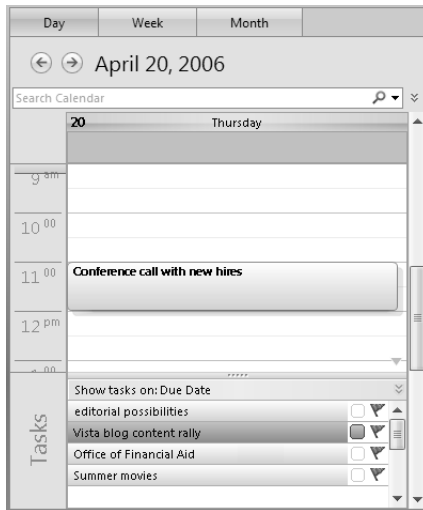 Day Week Month
April 20, 2006
Search Calendar
20 Thursday
9 am
10 00
11 00 Conference call with new hires
12 pm
00
Show tasks on: Due Date
Tasks
editorial possibilities
Vista blog content rally
Office of Financial Aid
Summer movies